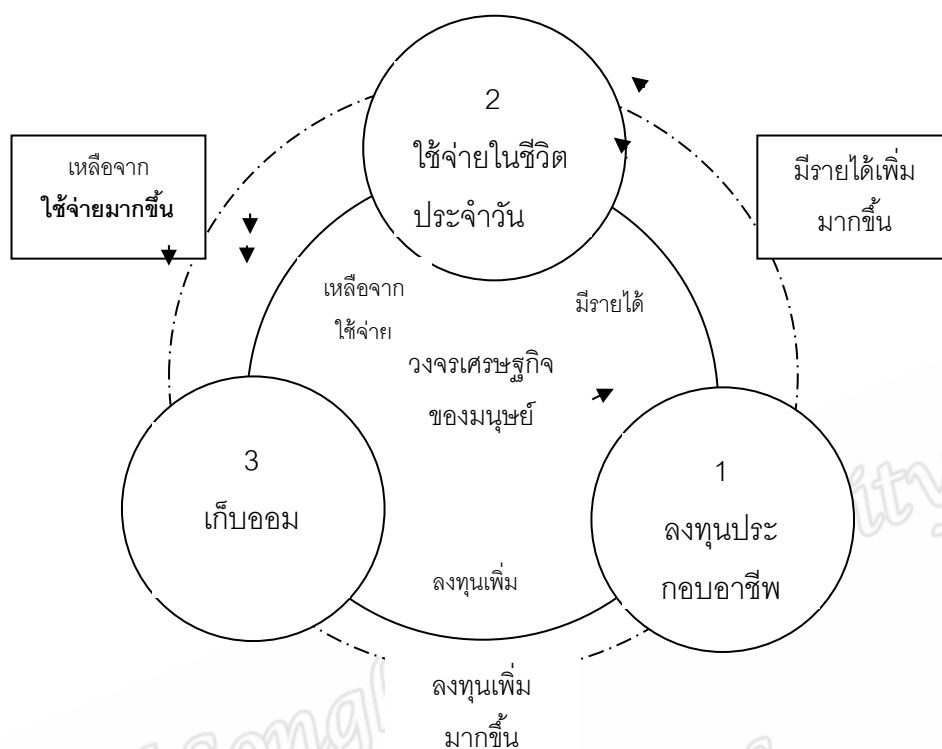 2
ใช้จ่ายในชีวิต
ประจำวัน
เหลือจาก
ใช้จ่ายมากขึ้น
มีรายได้เพิ่ม
มากขึ้น
เหลือจาก
ใช้จ่าย
มีรายได้
วงจรเศรษฐกิจ
ของมนุษย์
3
เก็บออม
1
ลงทุนประ
กอบอาชีพ
ลงทุนเพิ่ม
ลงทุนเพิ่ม
มากขึ้น